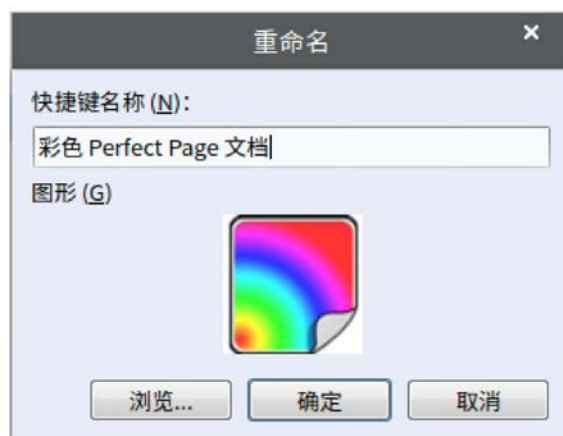 重命名
快捷键名称 (N):
彩色 Perfect Page 文档
图形 (G)
浏览...
确定
取消